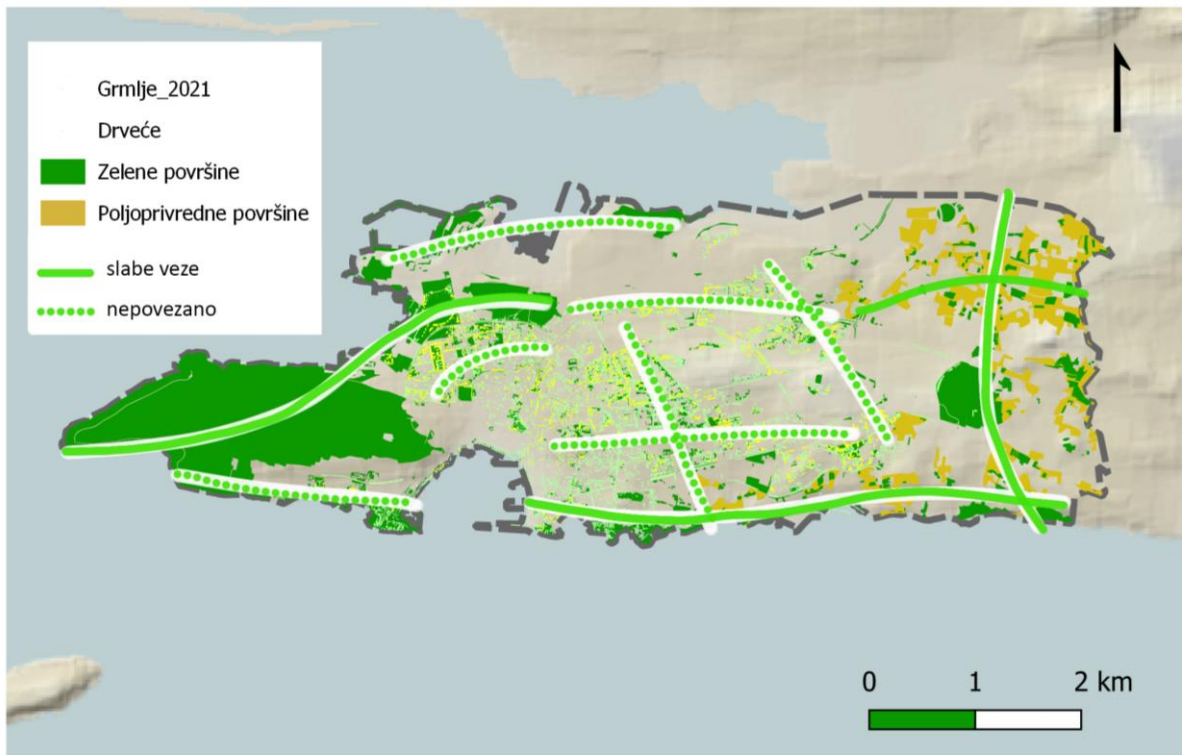 Grmlje_2021
Drveće
Zelene površine
Poljoprivredne površine
slabe veze
nepovezano
0 1 2 km